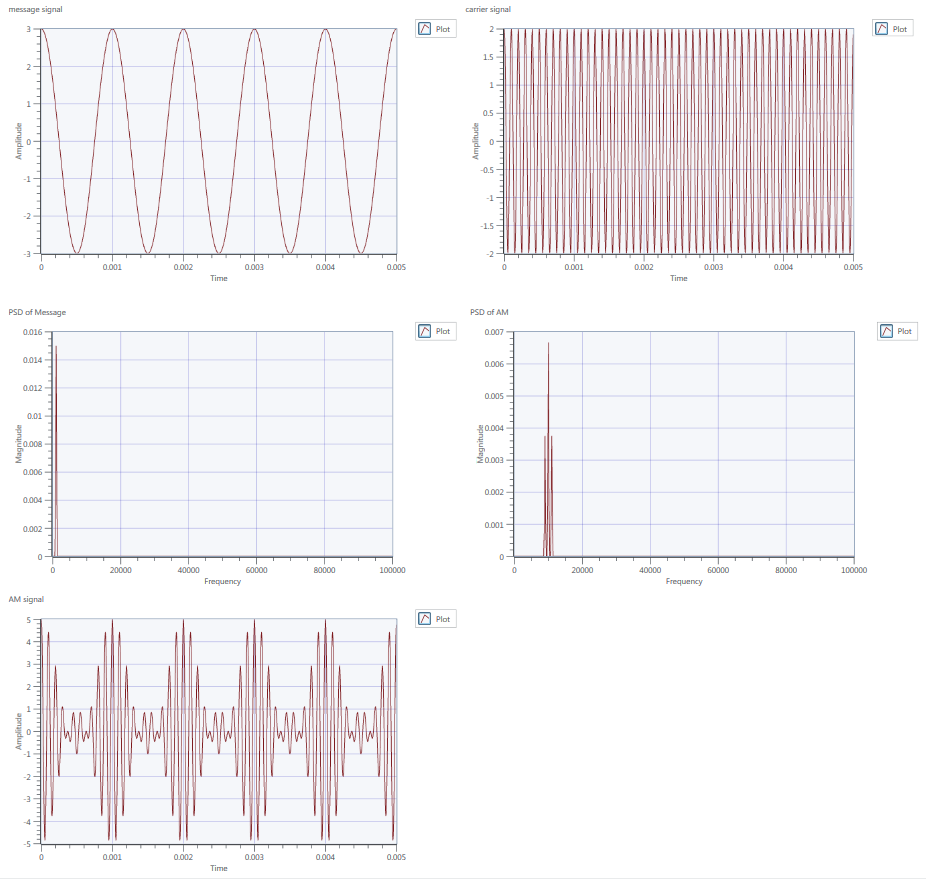 message signal
Plot
3
2
1
0
-1
-2
-3
Amplitude
0 0.001 0.002 0.003 0.004 0.005
Time
carrier signal
Plot
2
1.5
1
0.5
0
-0.5
-1
-1.5
-2
Amplitude
0 0.001 0.002 0.003 0.004 0.005
Time
PSD of Message
Plot
0.016
0.014
0.012
0.01
0.008
0.006
0.004
0.002
0
Magnitude
0 20000 40000 60000 80000 100000
Frequency
PSD of AM
Plot
0.007
0.006
0.005
0.004
0.003
0.002
0.001
0
Magnitude
0 20000 40000 60000 80000 100000
Frequency
AM signal
Plot
5
4
3
2
1
0
-1
-2
-3
-4
-5
Amplitude
0 0.001 0.002 0.003 0.004 0.005
Time